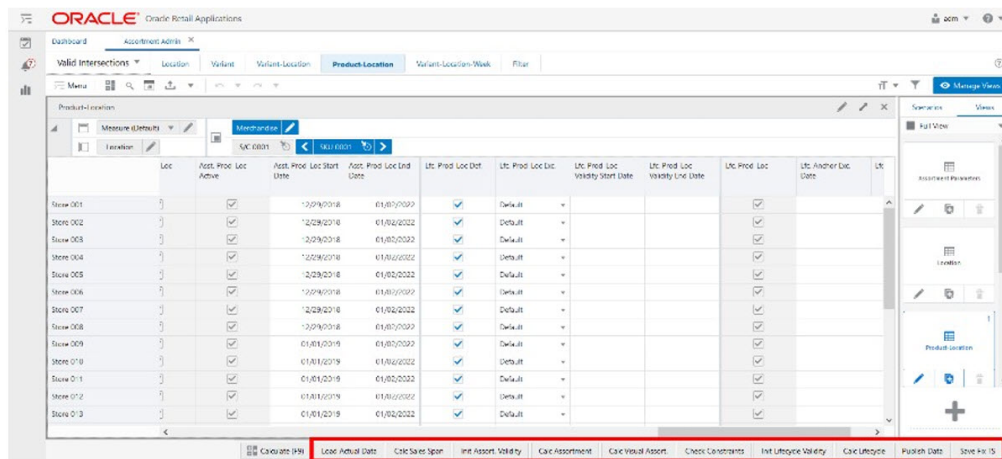 ORACLE Oracle Retail Applications
Dashboard Assortment Admin
Valid Intersections Location Variant Variant-Location Product-Location Variant-Location-Week Filter
Menu Manage Views
Product-Location Scenarios Views
Measure (Default) Merchandise Full View
Location S/C 0001 SKU 0001
Loc Asst. Prod Loc Active Asst. Prod Loc Start Date Asst. Prod Loc End Date Lfc. Prod Loc Def. Lfc. Prod Loc Exc. Lfc. Prod Loc Validity Start Date Lfc. Prod Loc Validity End Date Lfc. Prod Loc Lfc. Anchor Exc. Date
Assortment Parameters
Store 001 12/29/2018 01/02/2022 Default
Store 002 12/29/2018 01/02/2022 Default
Store 003 12/29/2018 01/02/2022 Default
Store 004 12/29/2018 01/02/2022 Default
Location
Store 005 12/29/2018 01/02/2022 Default
Store 006 12/29/2018 01/02/2022 Default
Store 007 12/29/2018 01/02/2022 Default
Store 008 12/29/2018 01/02/2022 Default
Store 009 01/01/2019 01/02/2022 Default
Product-Location
Store 010 01/01/2019 01/02/2022 Default
Store 011 01/01/2019 01/02/2022 Default
Store 012 01/01/2019 01/02/2022 Default
Store 013 01/01/2019 01/02/2022 Default
Calculate (F9) Load Actual Data Calc Sales Span Init Assort. Validity Calc Assortment Calc Visual Assort. Check Constraints Init Lifecycle Validity Calc Lifecycle Publish Data Save Fix TS